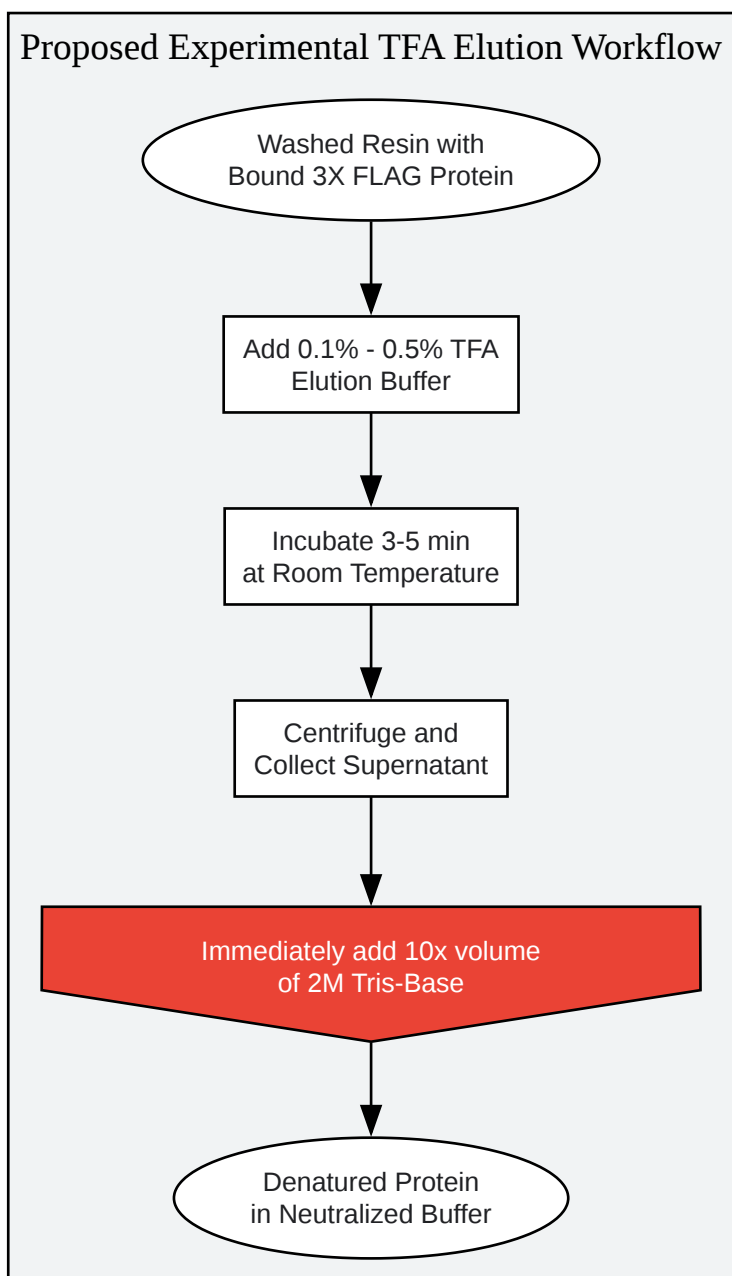 Proposed Experimental TFA Elution Workflow
Washed Resin with
Bound 3X FLAG Protein
Add 0.1% - 0.5% TFA
Elution Buffer
Incubate 3-5 min
at Room Temperature
Centrifuge and
Collect Supernatant
Immediately add 10x volume
of 2M Tris-Base
Denatured Protein
in Neutralized Buffer